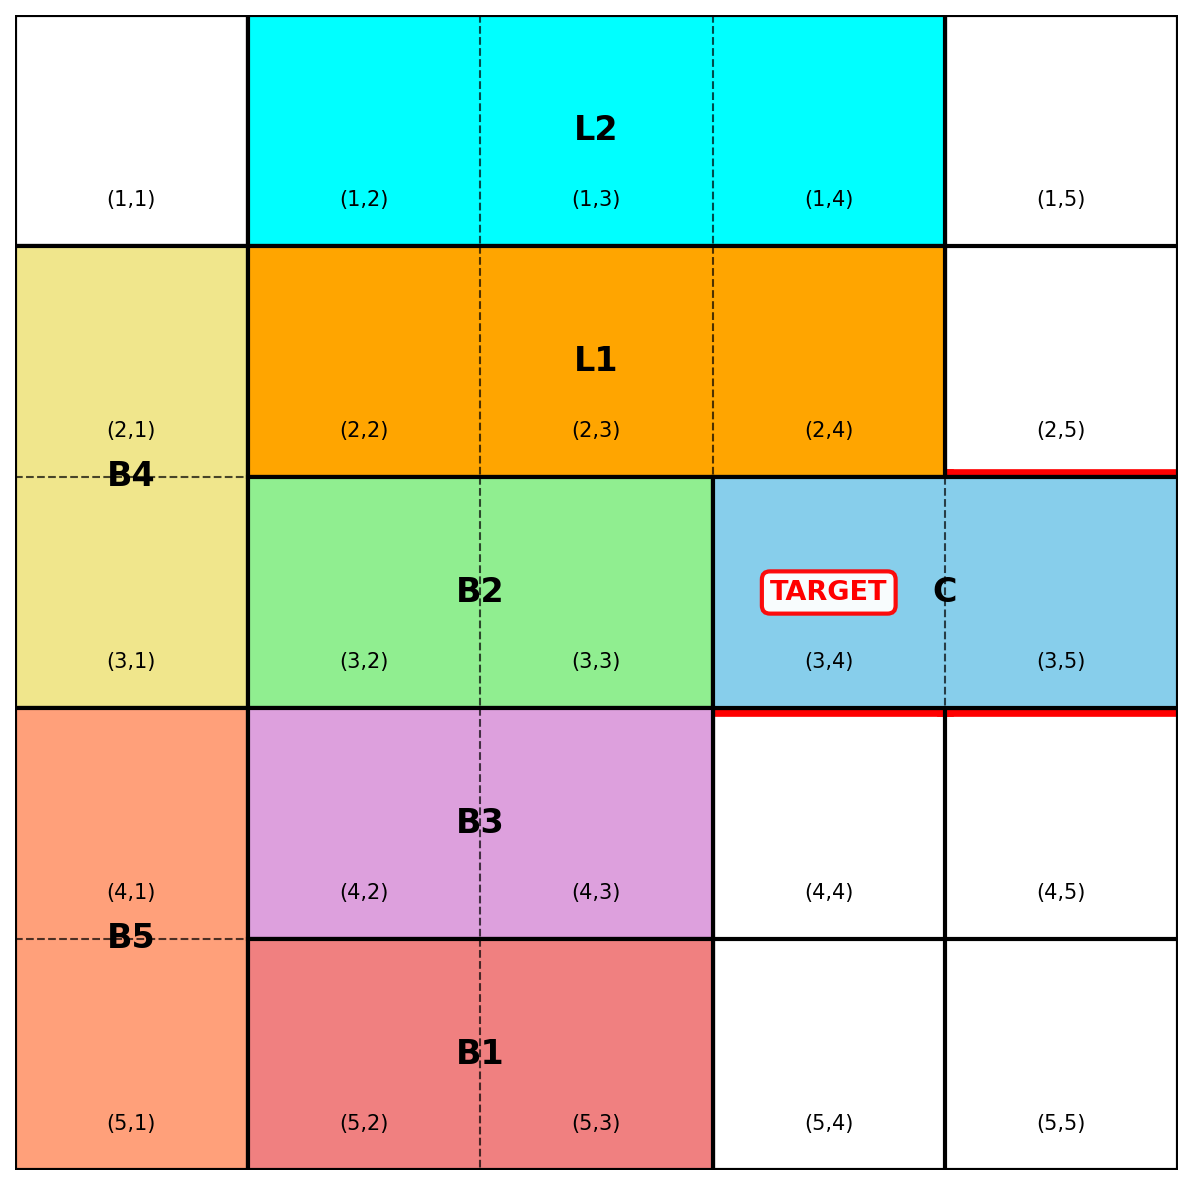 L2
(1,1) (1,2) (1,3) (1,4) (1,5)
L1
(2,1) (2,2) (2,3) (2,4) (2,5)
B4
B2 TARGET C
(3,1) (3,2) (3,3) (3,4) (3,5)
B3
(4,1) (4,2) (4,3) (4,4) (4,5)
B5
B1
(5,1) (5,2) (5,3) (5,4) (5,5)